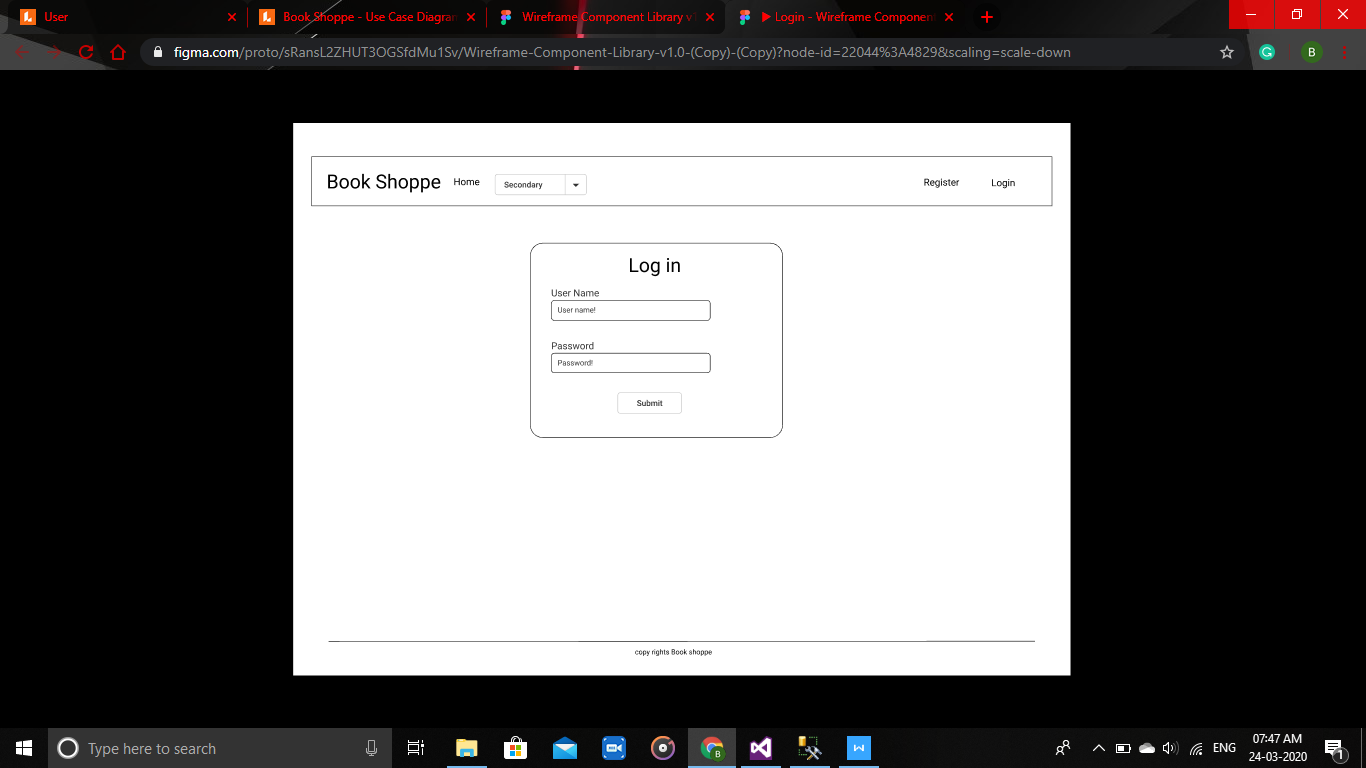 User
Book Shoppe - Use Case Diagram
Wireframe Component Library v
Login - Wireframe Component
figma.com/proto/sRansL2ZHUT3OGSfdMu1Sv/Wireframe-Component-Library-v1.0-(Copy)-(Copy)?node-id=22044%3A4829&scaling=scale-down
B
Book Shoppe
Home
Secondary
Register
Login
Log in
User Name
User name!
Password
Password!
Submit
copy rights Book shoppe
Type here to search
B
ENG
07:47 AM
24-03-2020
1